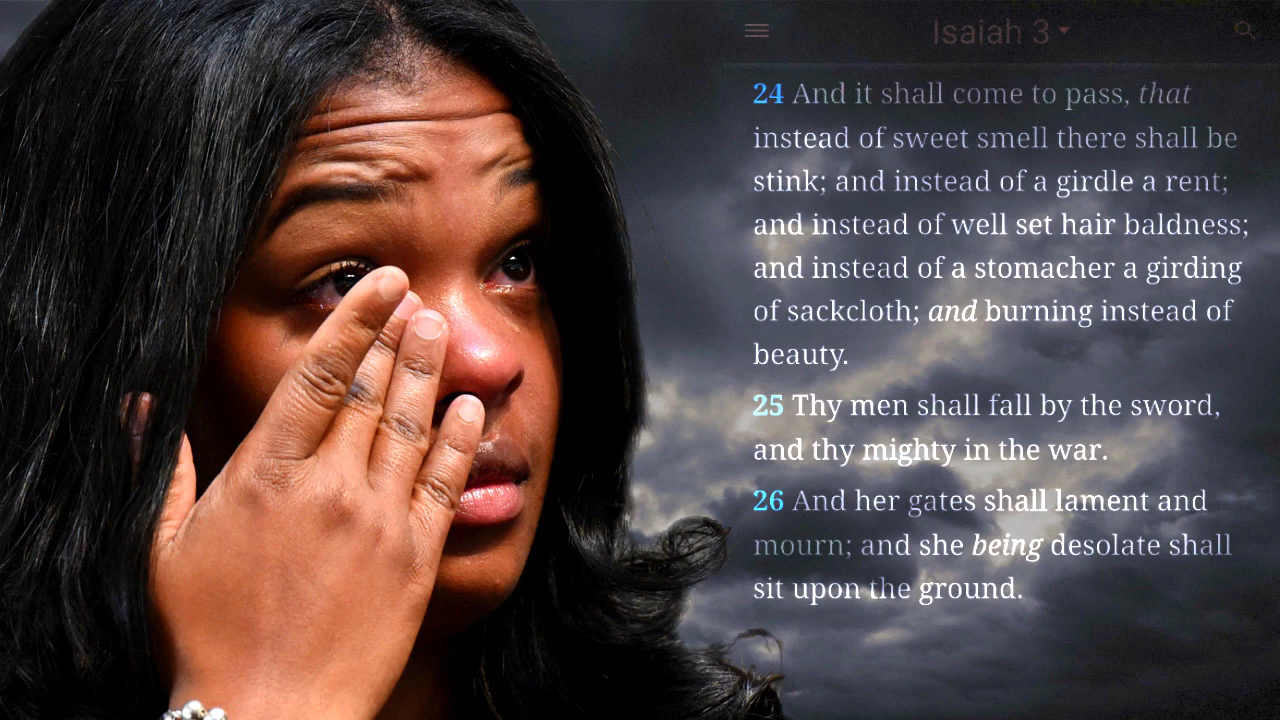 Isaiah 3
24 And it shall come to pass, that
instead of sweet smell there shall be
stink; and instead of a girdle a rent;
and instead of well set hair baldness;
and instead of a stomacher a girding
of sackcloth; and burning instead of
beauty.
25 Thy men shall fall by the sword,
and thy mighty in the war.
26 And her gates shall lament and
mourn; and she being desolate shall
sit upon the ground.